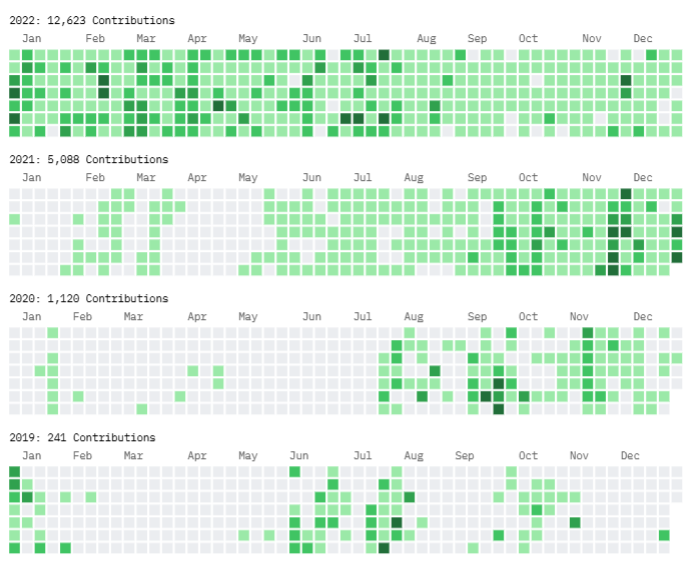 2022: 12,623 Contributions
Jan Feb Mar Apr May Jun Jul Aug Sep Oct Nov Dec
2021: 5,088 Contributions
Jan Feb Mar Apr May Jun Jul Aug Sep Oct Nov Dec
2020: 1,120 Contributions
Jan Feb Mar Apr May Jun Jul Aug Sep Oct Nov Dec
2019: 241 Contributions
Jan Feb Mar Apr May Jun Jul Aug Sep Oct Nov Dec